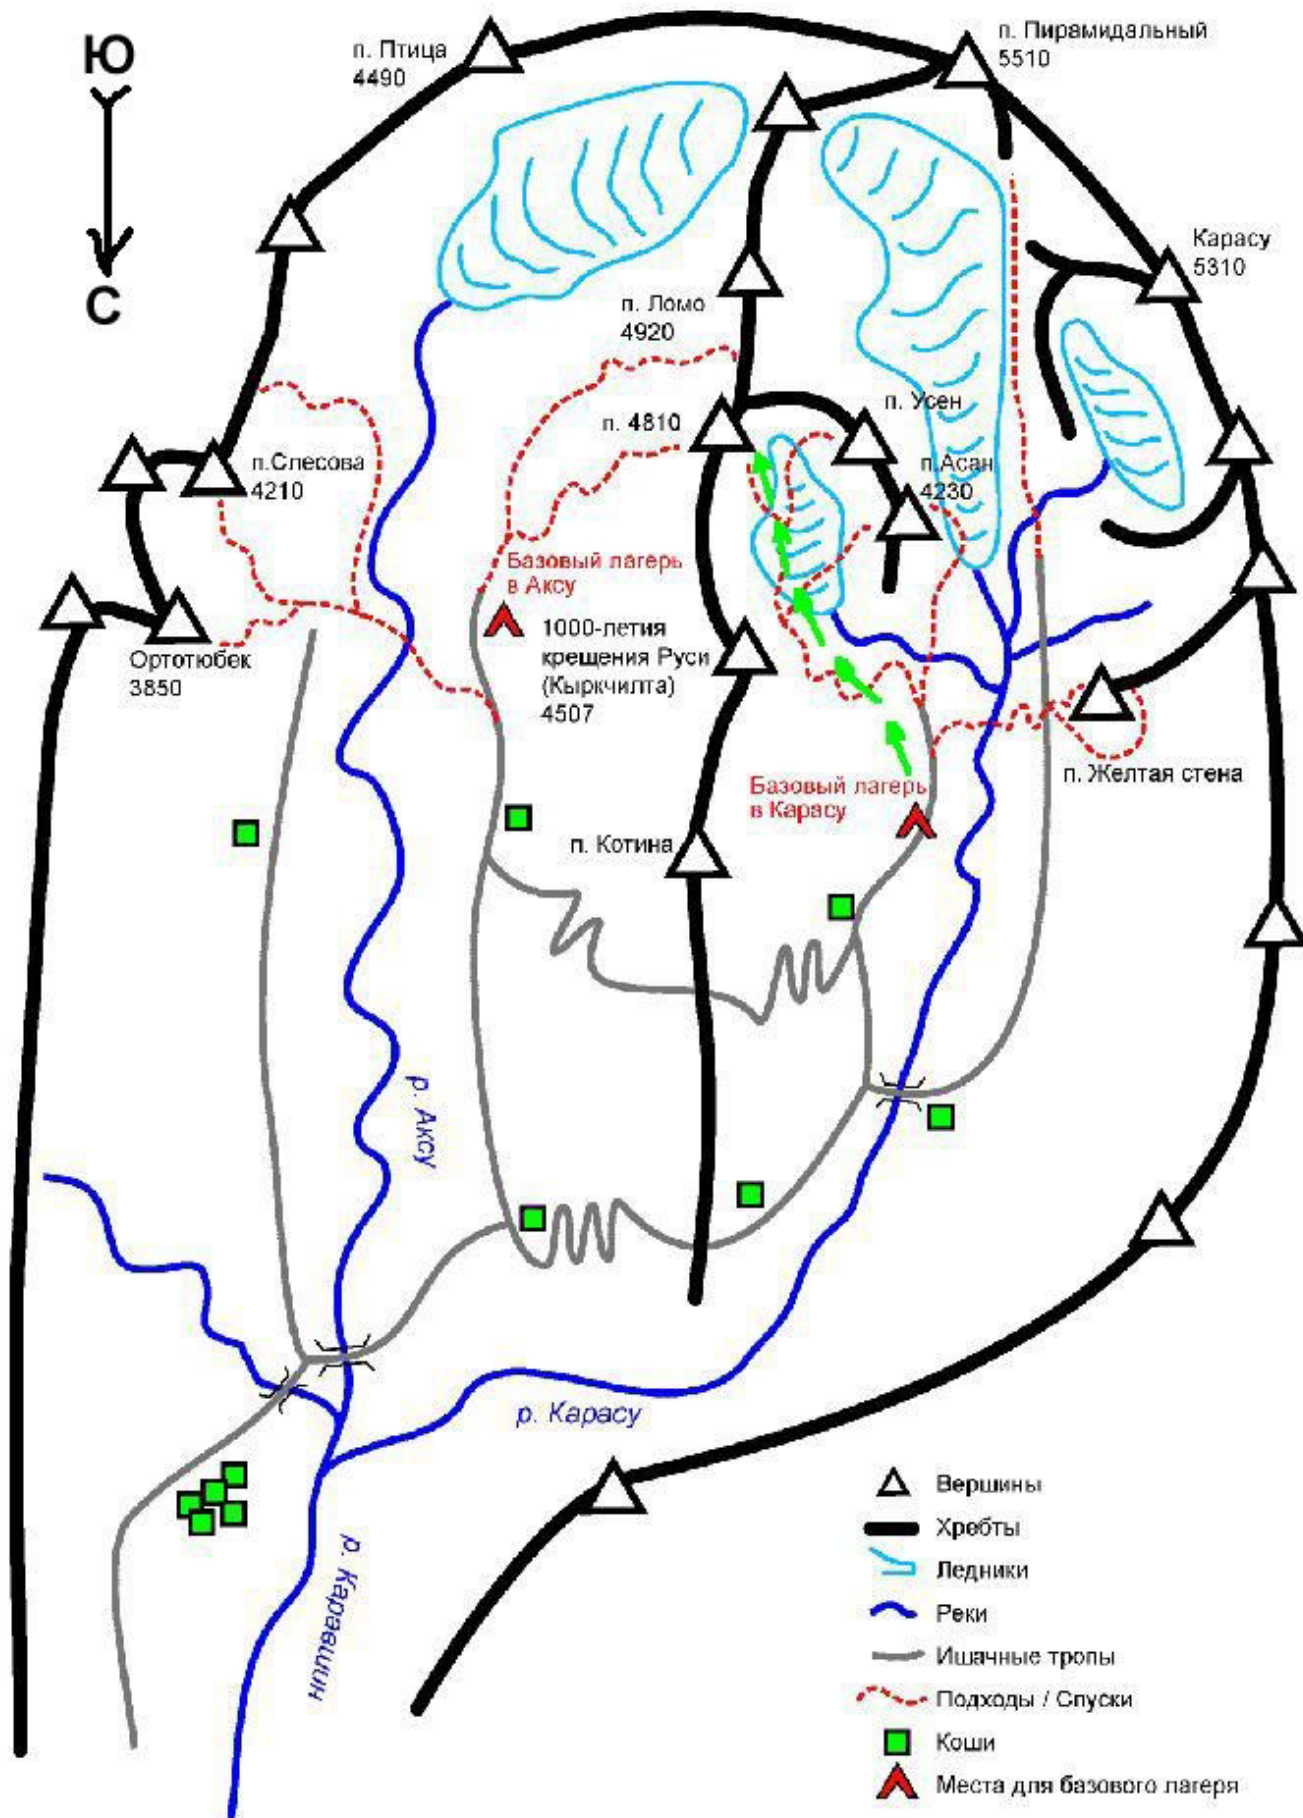 Ю
С
п. Птица
4490
п. Пирамидальный
5510
Карасу
5310
п. Ломо
4920
п. 4810
п. Усен
п.Асан
4230
п.Слесова
4210
Базовый лагерь
в Аксу
1000-летия
крещения Руси
(Кыркчилта)
4507
Ортотюбек
3850
п. Желтая стена
Базовый лагерь
в Карасу
п. Котина
р. Аксу
р. Карасу
р. Каравшин
Вершины
Хребты
Ледники
Реки
Ишачные тропы
Подходы / Спуски
Коши
Места для базового лагеря